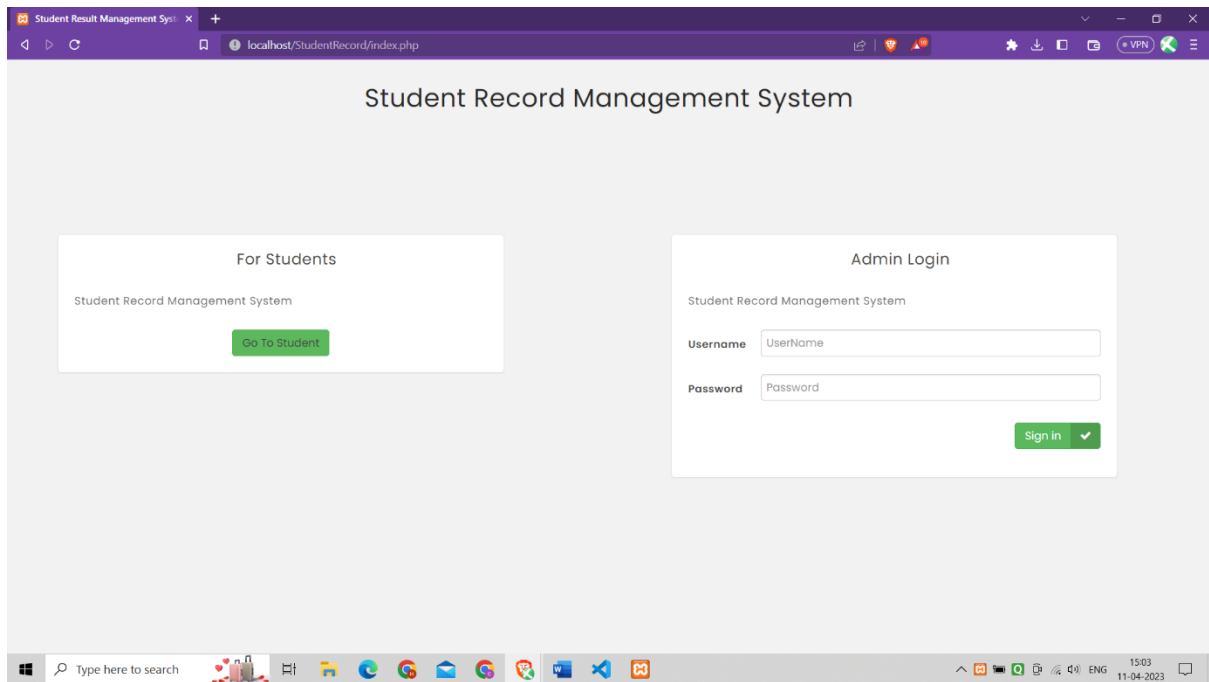 Student Result Management Syst
localhost/StudentRecord/index.php
VPN
Student Record Management System
For Students
Student Record Management System
Go To Student
Admin Login
Student Record Management System
Username UserName
Password Password
Sign in
Type here to search
ENG
15:03
11-04-2023